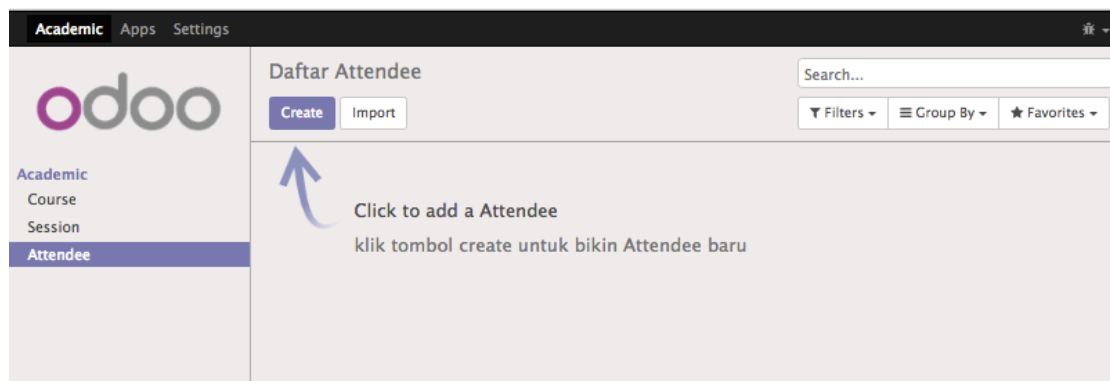 Academic Apps Settings
odoo
Daftar Attendee
Search...
Create Import
Filters Group By Favorites
Academic
Course
Session
Attendee
Click to add a Attendee
klik tombol create untuk bikin Attendee baru